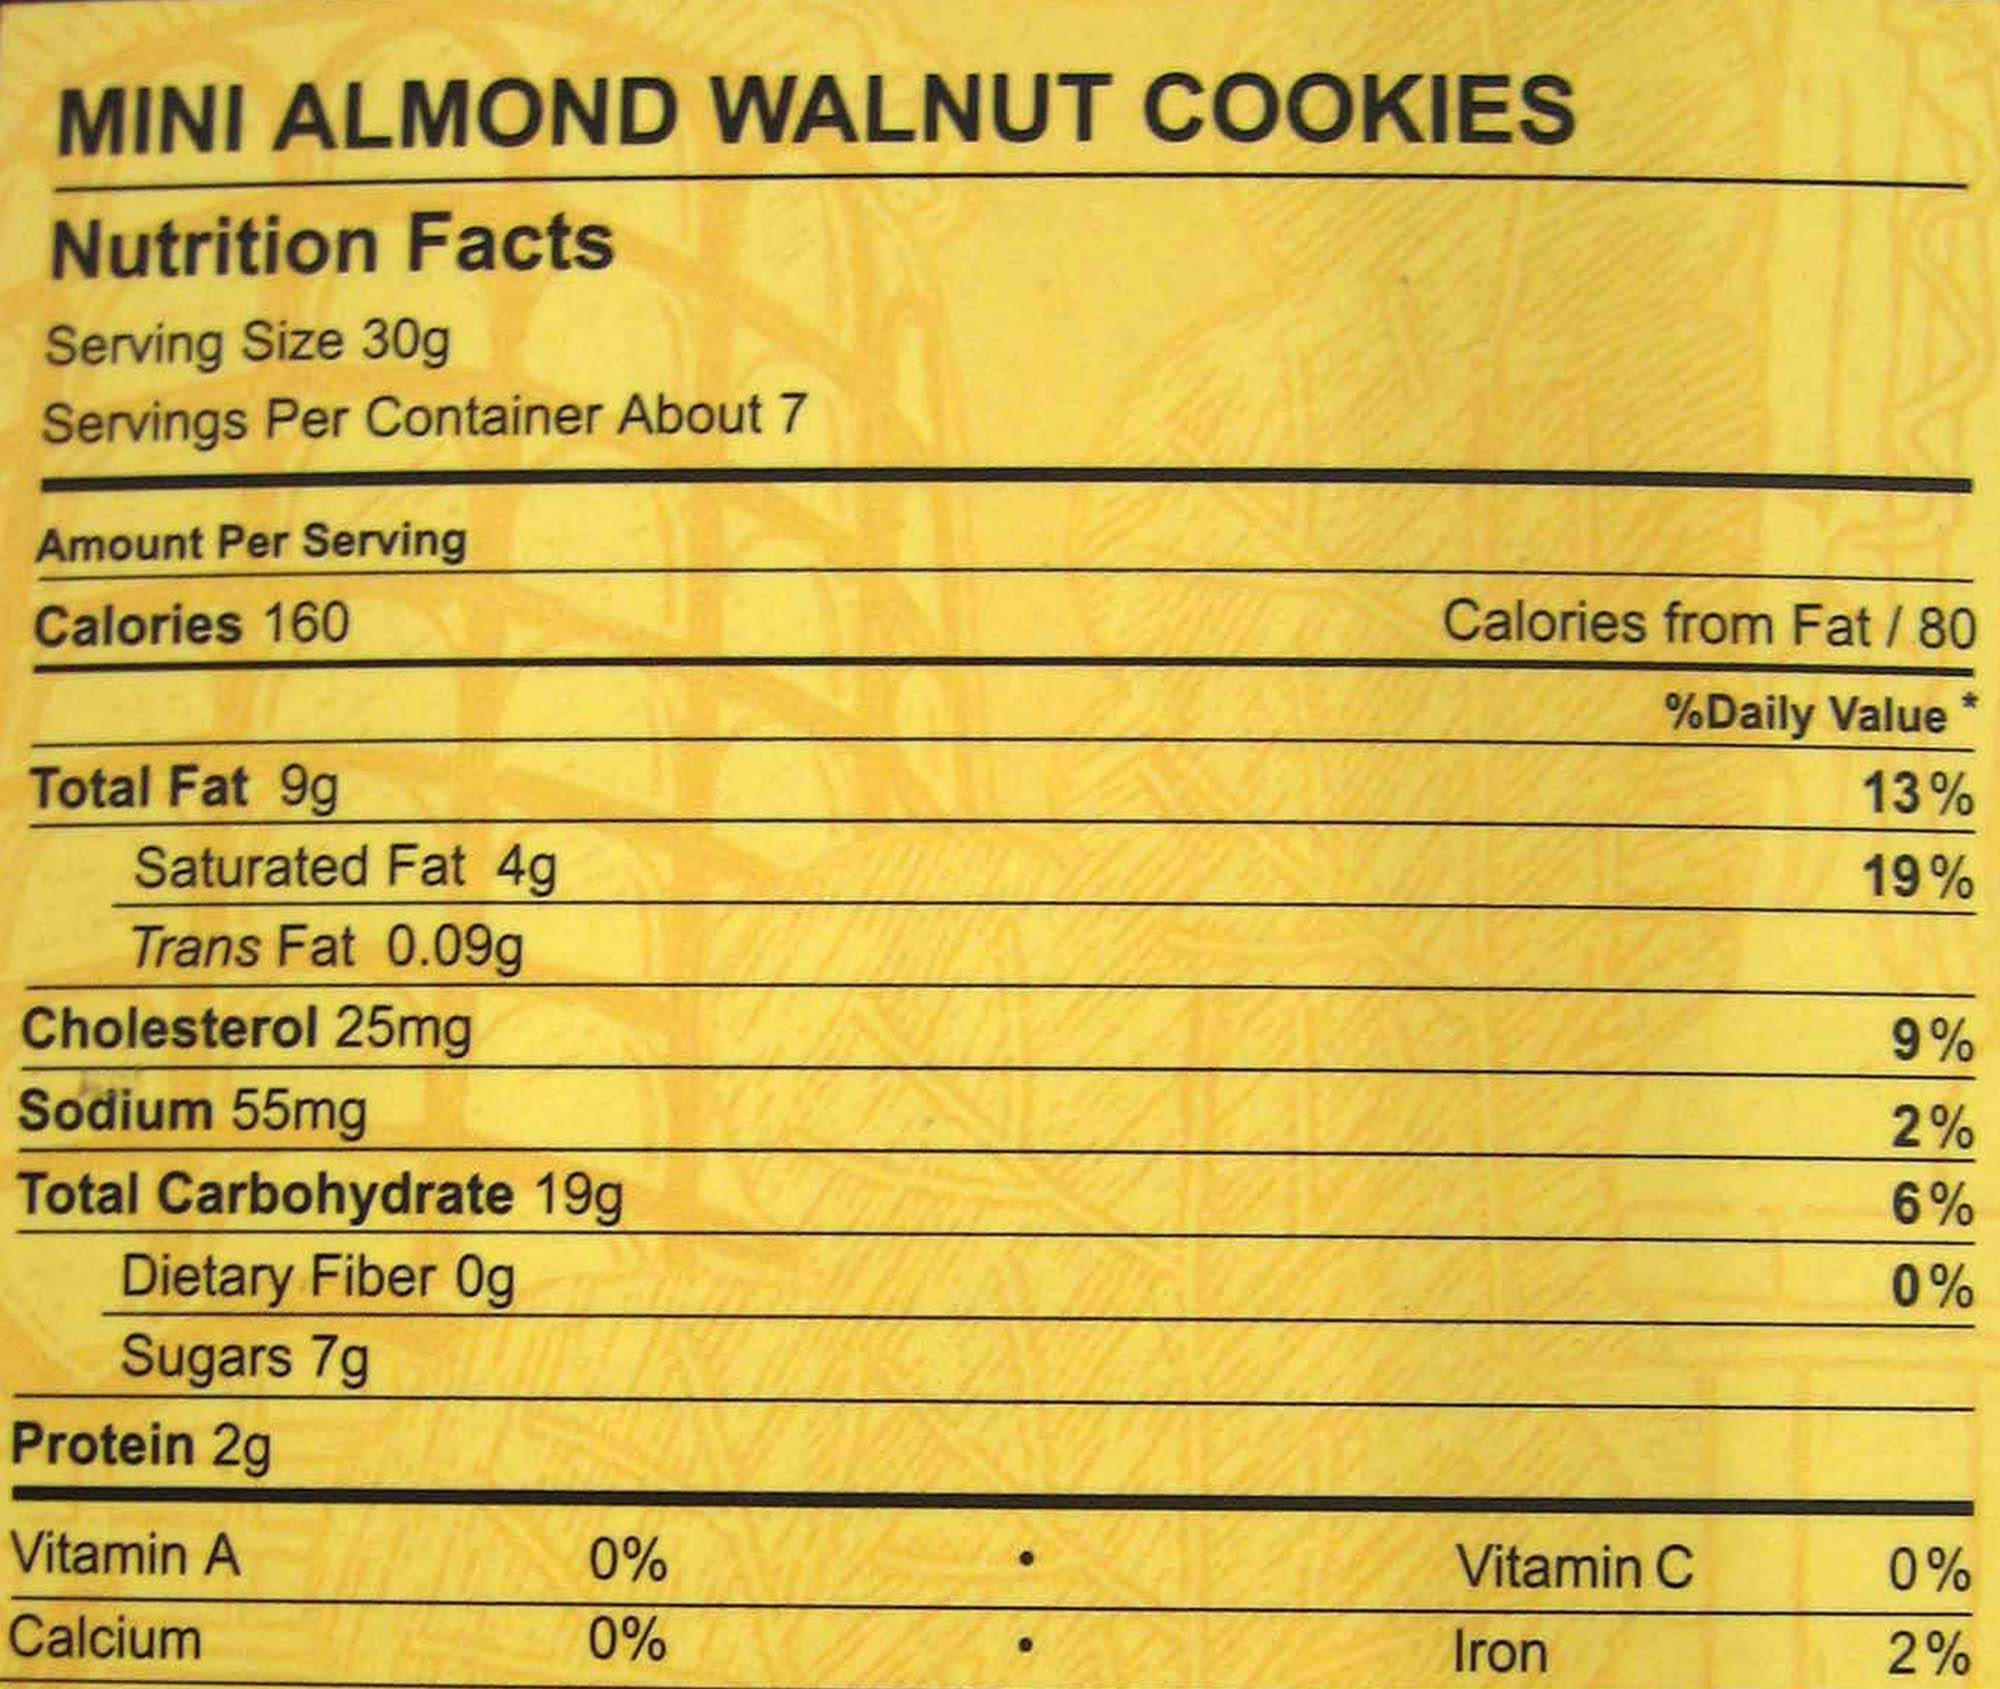 MINI ALMOND WALNUT COOKIES
Nutrition Facts
Serving Size 30g
Servings Per Container About 7
Amount Per Serving
Calories 160 Calories from Fat / 80
%Daily Value *
Total Fat 9g 13%
Saturated Fat 4g 19%
Trans Fat 0.09g
Cholesterol 25mg 9%
Sodium 55mg 2%
Total Carbohydrate 19g 6%
Dietary Fiber 0g 0%
Sugars 7g
Protein 2g
Vitamin A 0% • Vitamin C 0%
Calcium 0% • Iron 2%